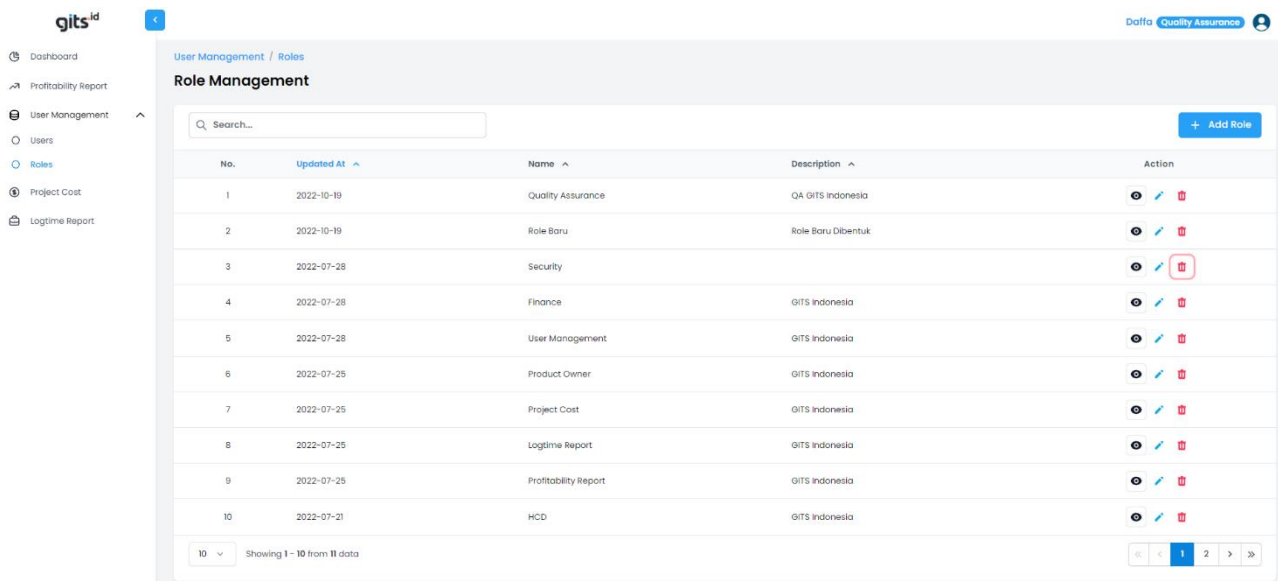 gits.id
Daffa Quality Assurance
Dashboard
Profitability Report
User Management
Users
Roles
Project Cost
Logtime Report
User Management / Roles
Role Management
Search...
+ Add Role
No. Updated At Name Description Action
1 2022-10-19 Quality Assurance QA GITS Indonesia
2 2022-10-19 Role Baru Role Baru Dibentuk
3 2022-07-28 Security
4 2022-07-28 Finance GITS Indonesia
5 2022-07-28 User Management GITS Indonesia
6 2022-07-25 Product Owner GITS Indonesia
7 2022-07-25 Project Cost GITS Indonesia
8 2022-07-25 Logtime Report GITS Indonesia
9 2022-07-25 Profitability Report GITS Indonesia
10 2022-07-21 HCD GITS Indonesia
10 Showing 1 - 10 from 11 data
« < 1 2 > »